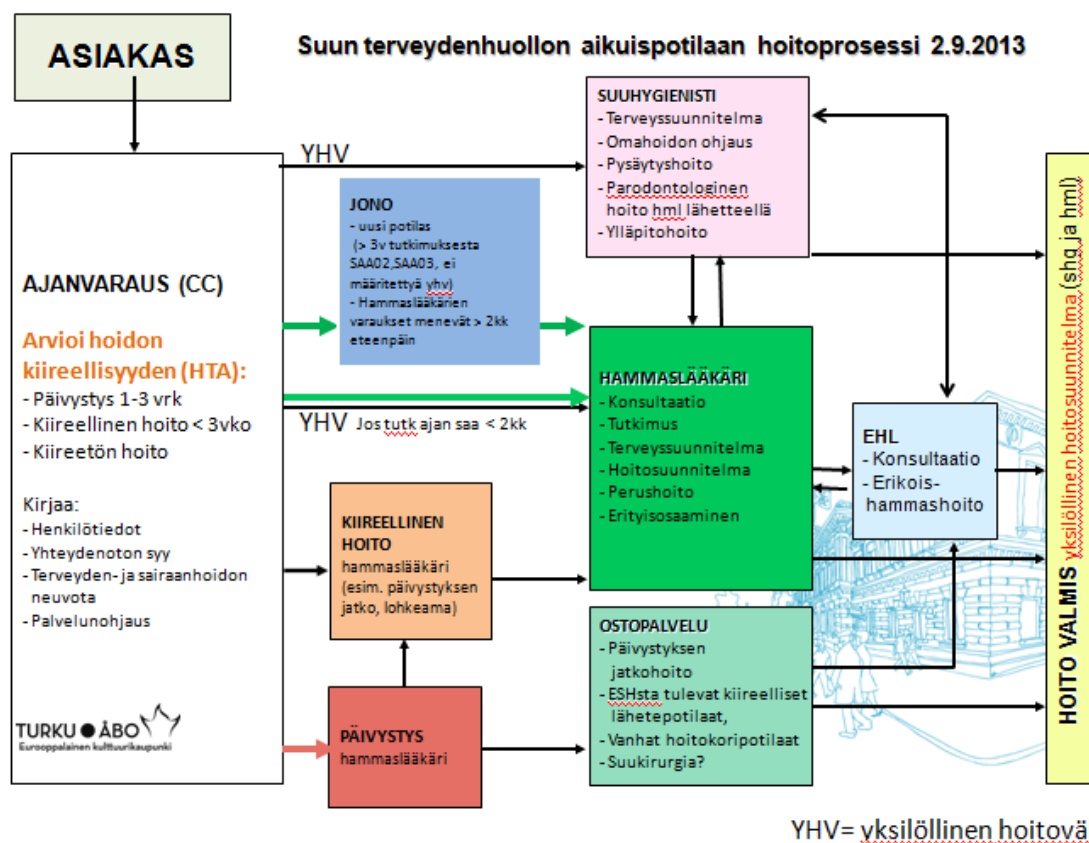 ASIAKAS
Suun terveydenhuollon aikuispotilaan hoitoprosessi 2.9.2013
AJANVARAUS (CC)
Arvioi hoidon
kiireellisyyden (HTA):
- Päivystys 1-3 vrk
- Kiireellinen hoito < 3vko
- Kiireetön hoito
Kirjaa:
- Henkilötiedot
- Yhteydenoton syy
- Terveyden- ja sairaanhoidon
neuvota
- Palvelunohjaus
TURKU ÅBO
Eurooppalainen kulttuurikaupunki
YHV
JONO
- uusi potilas
(> 3v tutkimuksesta
SAA02,SAA03, ei
määritettyä yhv)
- Hammaslääkärien
varaukset menevät > 2kk
eteenpäin
YHV Jos tutk ajan saa < 2kk
KIIREELLINEN
HOITO
hammaslääkäri
(esim. päivystyksen
jatko, lohkeama)
PÄIVYSTYS
hammaslääkäri
SUUHYGIENISTI
- Terveyssuunnitelma
- Omahoidon ohjaus
- Pysäytyshoito
- Parodontologinen
hoito hml lähetteellä
- Ylläpitohoito
HAMMASLÄÄKÄRI
- Konsultaatio
- Tutkimus
- Terveyssuunnitelma
- Hoitosuunnitelma
- Perushoito
- Erityisosaaminen
OSTOPALVELU
- Päivystyksen
jatkohoito
- ESHsta tulevat kiireelliset
lähetepotilaat,
- Vanhat hoitokoripotilaat
- Suukirurgia?
EHL
- Konsultaatio
- Erikois-
hammashoito
HOITO VALMIS yksilöllinen hoitosuunnitelma (shg ja hml)
YHV= yksilöllinen hoitovä